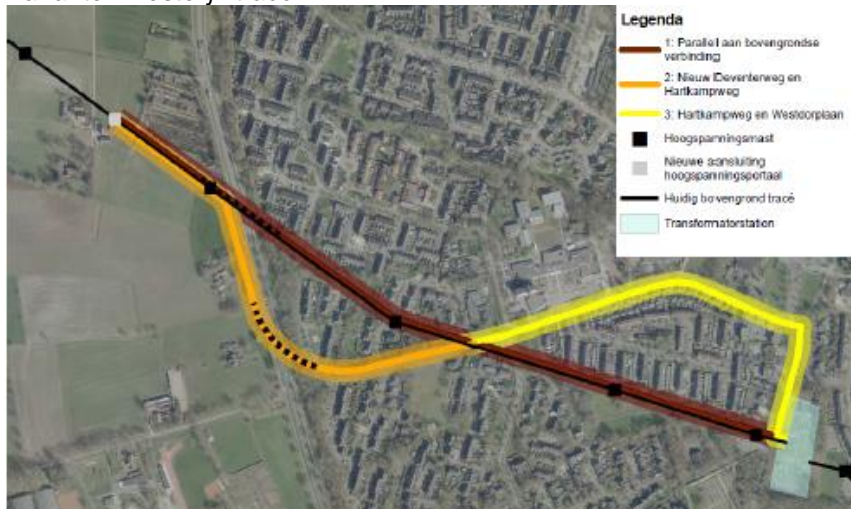 Legenda
1: Parallell aan bovengrondse
verbinding
2: Nieuw (Deventerweg en
Hartkampweg
3: Hartkampweg en Westdorplaan
Hoogspanningsmast
Nieuwe aansluiting
hoogspanningsportaal
Huidig bovengrond tracé
Transformatorstation